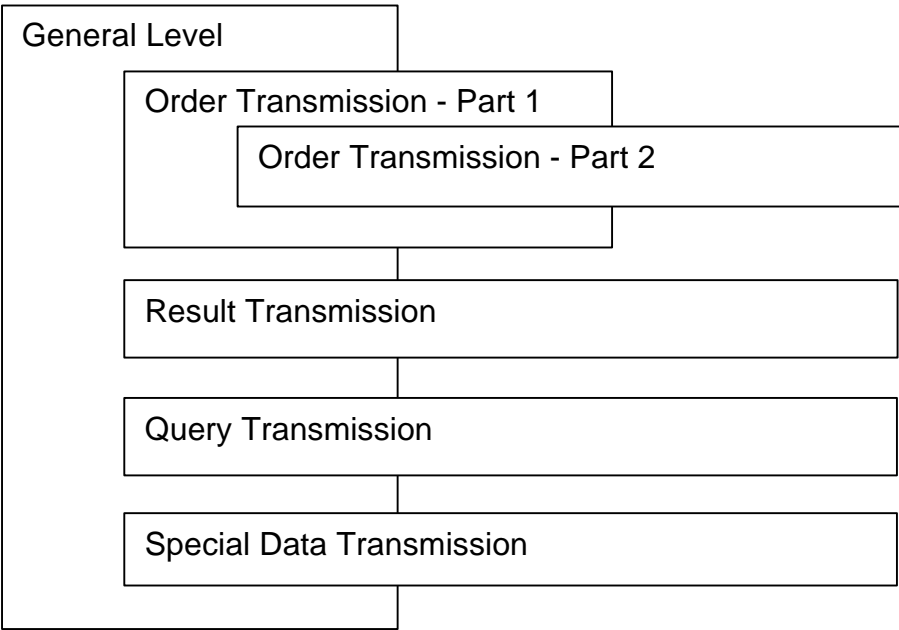 General Level
Order Transmission - Part 1
Order Transmission - Part 2
Result Transmission
Query Transmission
Special Data Transmission